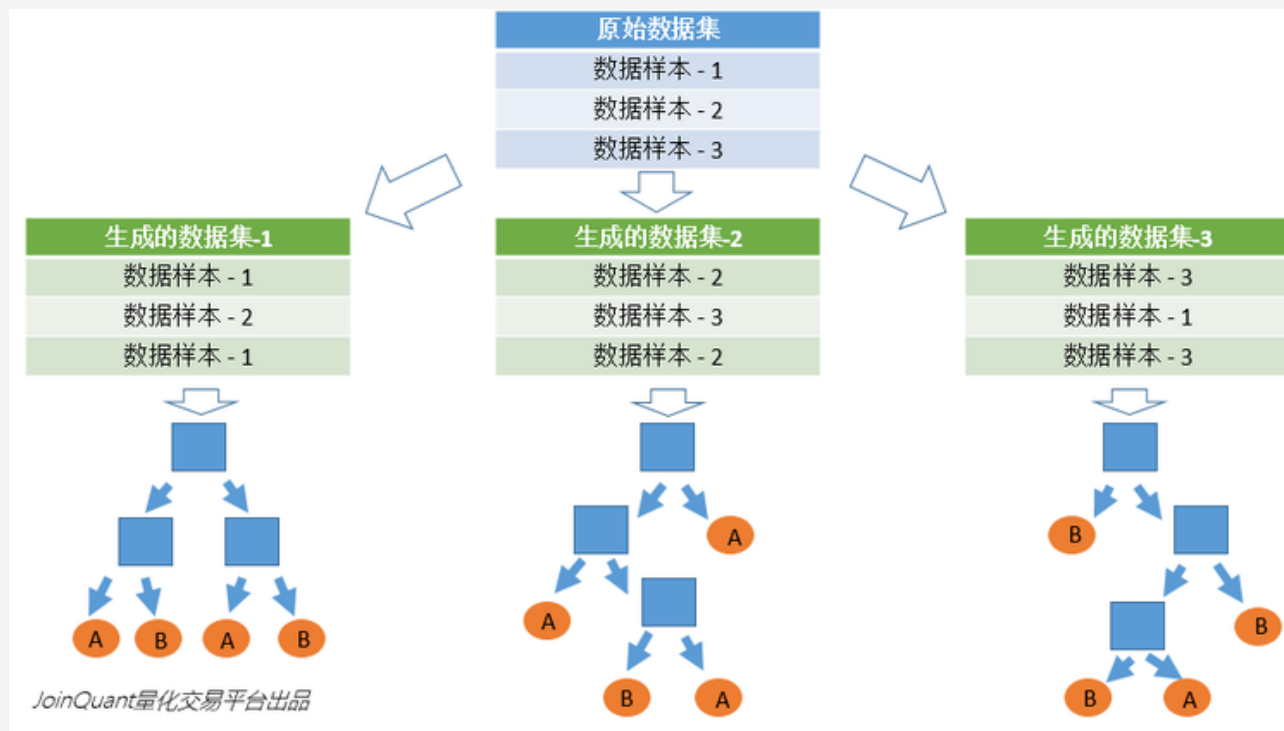 原始数据集
数据样本 - 1
数据样本 - 2
数据样本 - 3
生成的数据集-1
数据样本 - 1
数据样本 - 2
数据样本 - 1
生成的数据集-2
数据样本 - 2
数据样本 - 3
数据样本 - 2
生成的数据集-3
数据样本 - 3
数据样本 - 1
数据样本 - 3
A B A B
A
A
B A
B
B
B A
JoinQuant量化交易平台出品